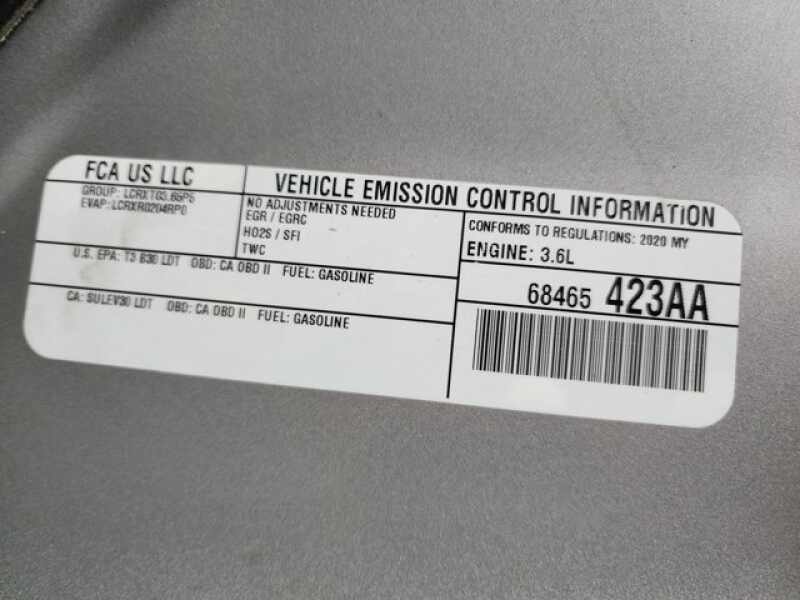 FCA US LLC
VEHICLE EMISSION CONTROL INFORMATION
GROUP: LCRXT03.65P5
EVAP: LCRXR0204RP0
NO ADJUSTMENTS NEEDED
EGR / EGRC
HO2S / SFI
TWC
CONFORMS TO REGULATIONS: 2020 MY
ENGINE: 3.6L
U.S. EPA: T3 B30 LDT OBD: CA OBD II FUEL: GASOLINE
68465 423AA
CA: SULEV30 LDT OBD: CA OBD II FUEL: GASOLINE